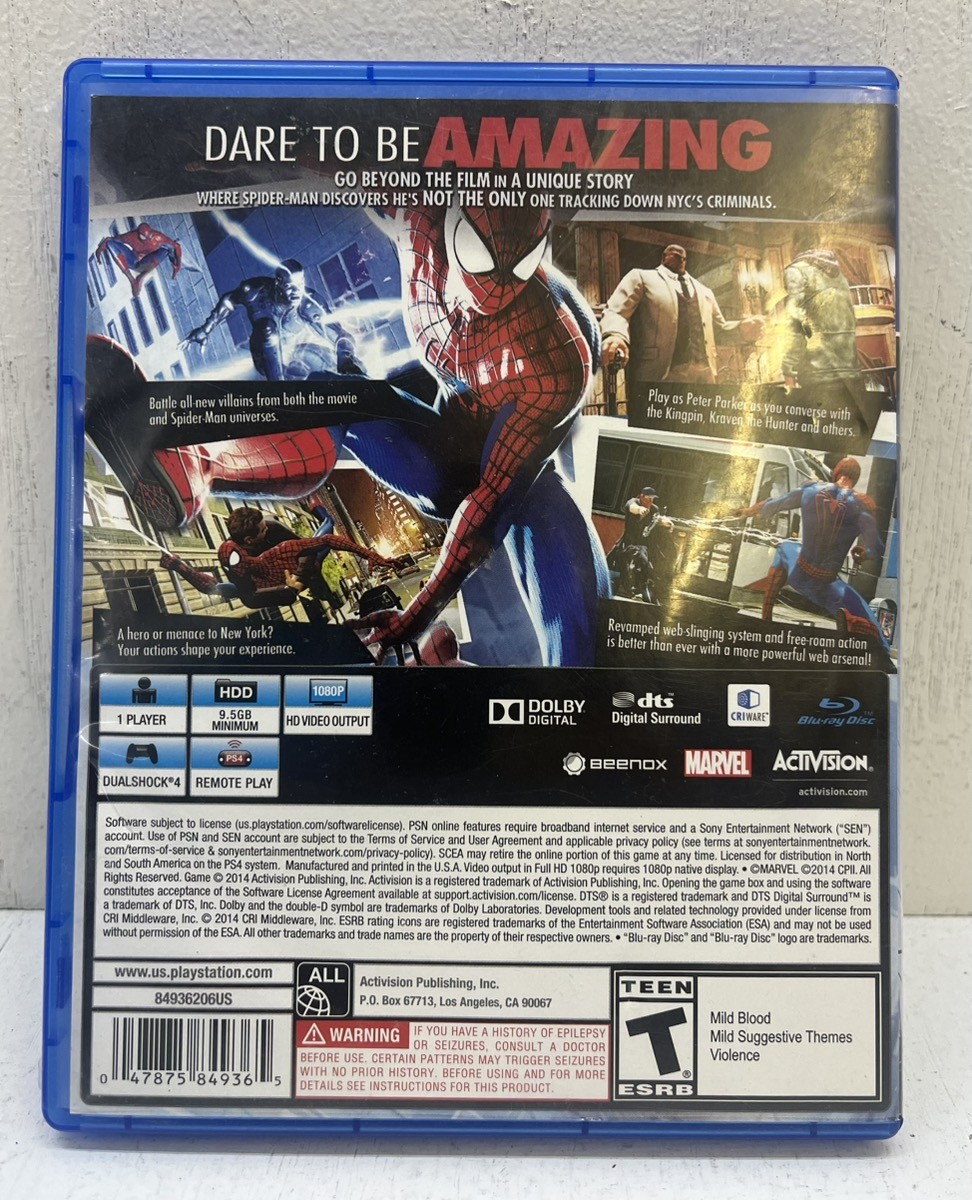 DARE TO BE AMAZING
GO BEYOND THE FILM IN A UNIQUE STORY
WHERE SPIDER-MAN DISCOVERS HE'S NOT THE ONLY ONE TRACKING DOWN NYC'S CRIMINALS.
Battle all-new villains from both the movie
and Spider-Man universes.
Play as Peter Parker as you converse with
the Kingpin, Kraven the Hunter and others.
A hero or menace to New York?
Your actions shape your experience.
Revamped web-slinging system and free-roam action
is better than ever with a more powerful web arsenal!
1 PLAYER
HDD
9.5GB
MINIMUM
1080P
HD VIDEO OUTPUT
DUALSHOCK®4
PS4
REMOTE PLAY
DOLBY
DIGITAL
dts
Digital Surround
CRIWARE™
Blu-ray Disc™
BEENOX
MARVEL
ACTIVISION®
activision.com
Software subject to license (us.playstation.com/softwarelicense). PSN online features require broadband internet service and a Sony Entertainment Network ("SEN")
account. Use of PSN and SEN account are subject to the Terms of Service and User Agreement and applicable privacy policy (see terms at sonyentertainmentnetwork.
com/terms-of-service & sonyentertainmentnetwork.com/privacy-policy). SCEA may retire the online portion of this game at any time. Licensed for distribution in North
and South America on the PS4 system. Manufactured and printed in the U.S.A. Video output in Full HD 1080p requires 1080p native display. • ©MARVEL ©2014 CPII. All
Rights Reserved. Game © 2014 Activision Publishing, Inc. Activision is a registered trademark of Activision Publishing, Inc. Opening the game box and using the software
constitutes acceptance of the Software License Agreement available at support.activision.com/license. DTS® is a registered trademark and DTS Digital Surround™ is
a trademark of DTS, Inc. Dolby and the double-D symbol are trademarks of Dolby Laboratories. Development tools and related technology provided under license from
CRI Middleware, Inc. © 2014 CRI Middleware, Inc. ESRB rating icons are registered trademarks of the Entertainment Software Association (ESA) and may not be used
without permission of the ESA. All other trademarks and trade names are the property of their respective owners. • "Blu-ray Disc" and "Blu-ray Disc" logo are trademarks.
www.us.playstation.com
84936206US
0 47875 84936 5
ALL
Activision Publishing, Inc.
P.O. Box 67713, Los Angeles, CA 90067
WARNING IF YOU HAVE A HISTORY OF EPILEPSY
OR SEIZURES, CONSULT A DOCTOR
BEFORE USE. CERTAIN PATTERNS MAY TRIGGER SEIZURES
WITH NO PRIOR HISTORY. BEFORE USING AND FOR MORE
DETAILS SEE INSTRUCTIONS FOR THIS PRODUCT.
TEEN
T®
ESRB
Mild Blood
Mild Suggestive Themes
Violence